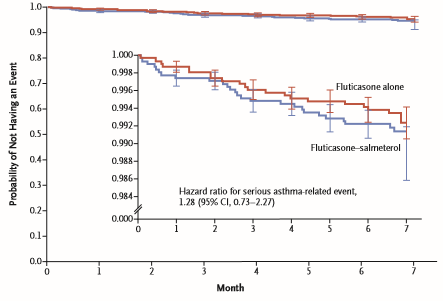 1.0
0.9
0.8
0.7
0.6
0.5
0.4
0.3
0.2
0.1
0.0
Probability of Not Having an Event
1.000
0.998
0.996
0.994
0.992
0.990
0.988
0.986
0.984
0.000
Fluticasone alone
Fluticasone–salmeterol
Hazard ratio for serious asthma-related event,
1.28 (95% CI, 0.73–2.27)
0 1 2 3 4 5 6 7
0 1 2 3 4 5 6 7
Month